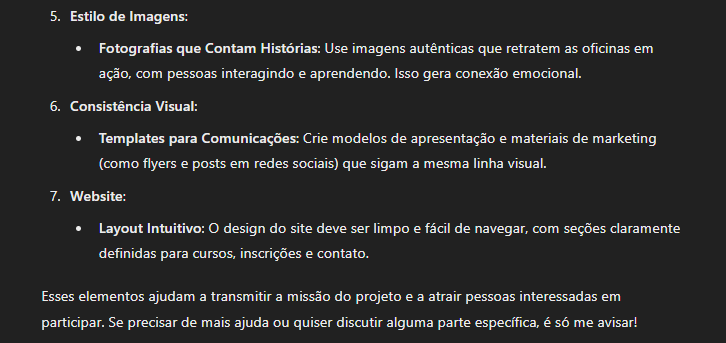 5. Estilo de Imagens:
• Fotografias que Contam Histórias: Use imagens autênticas que retratem as oficinas em
ação, com pessoas interagindo e aprendendo. Isso gera conexão emocional.
6. Consistência Visual:
• Templates para Comunicações: Crie modelos de apresentação e materiais de marketing
(como flyers e posts em redes sociais) que sigam a mesma linha visual.
7. Website:
• Layout Intuitivo: O design do site deve ser limpo e fácil de navegar, com seções claramente
definidas para cursos, inscrições e contato.
Esses elementos ajudam a transmitir a missão do projeto e a atrair pessoas interessadas em
participar. Se precisar de mais ajuda ou quiser discutir alguma parte específica, é só me avisar!